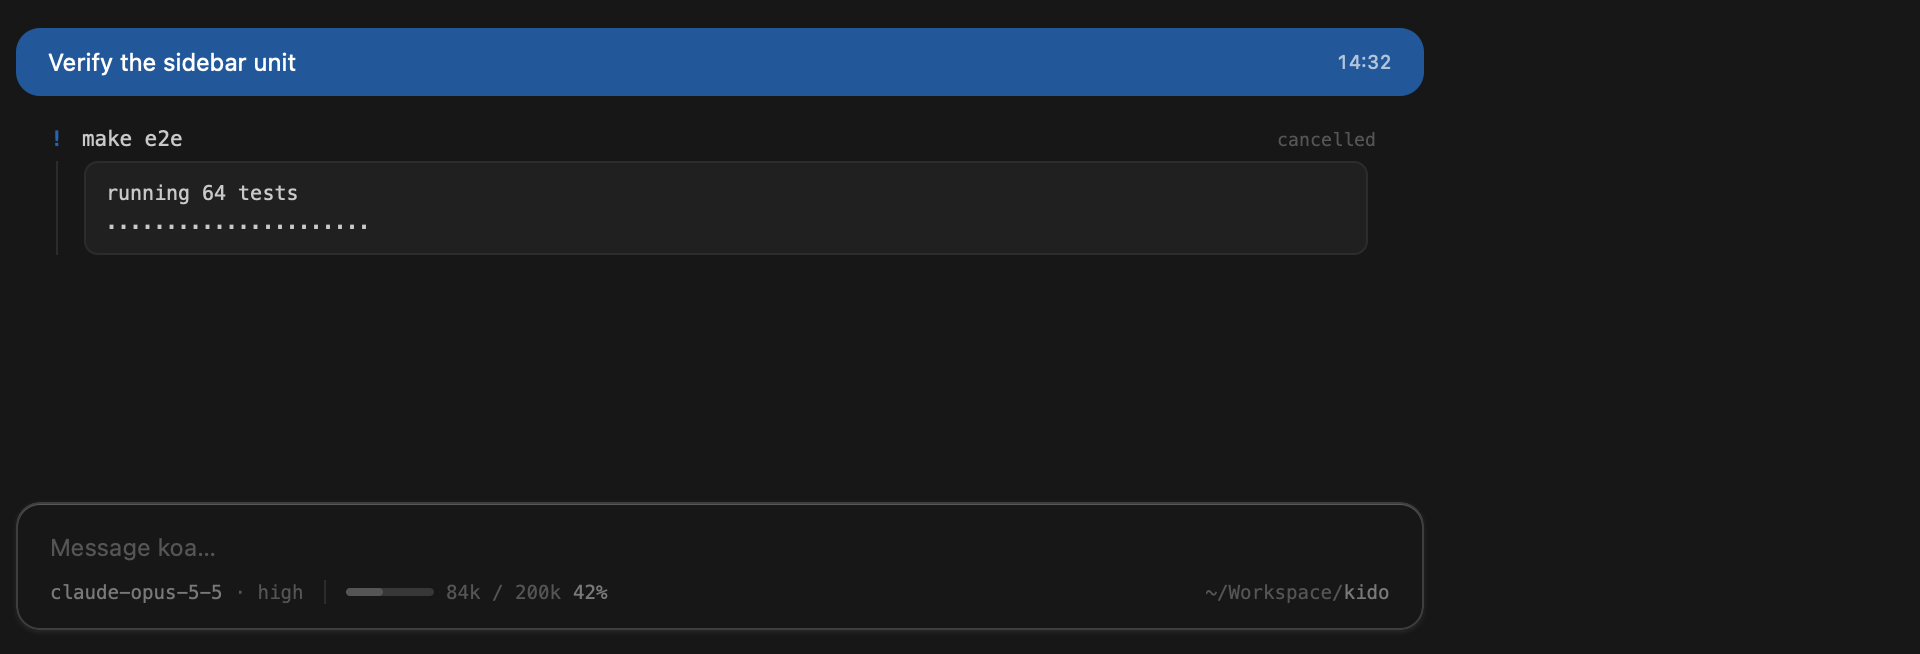 Verify the sidebar unit 14:32
! make e2e cancelled
running 64 tests
......................
Message koa...
claude-opus-5-5 · high | 84k / 200k 42% ~/Workspace/kido